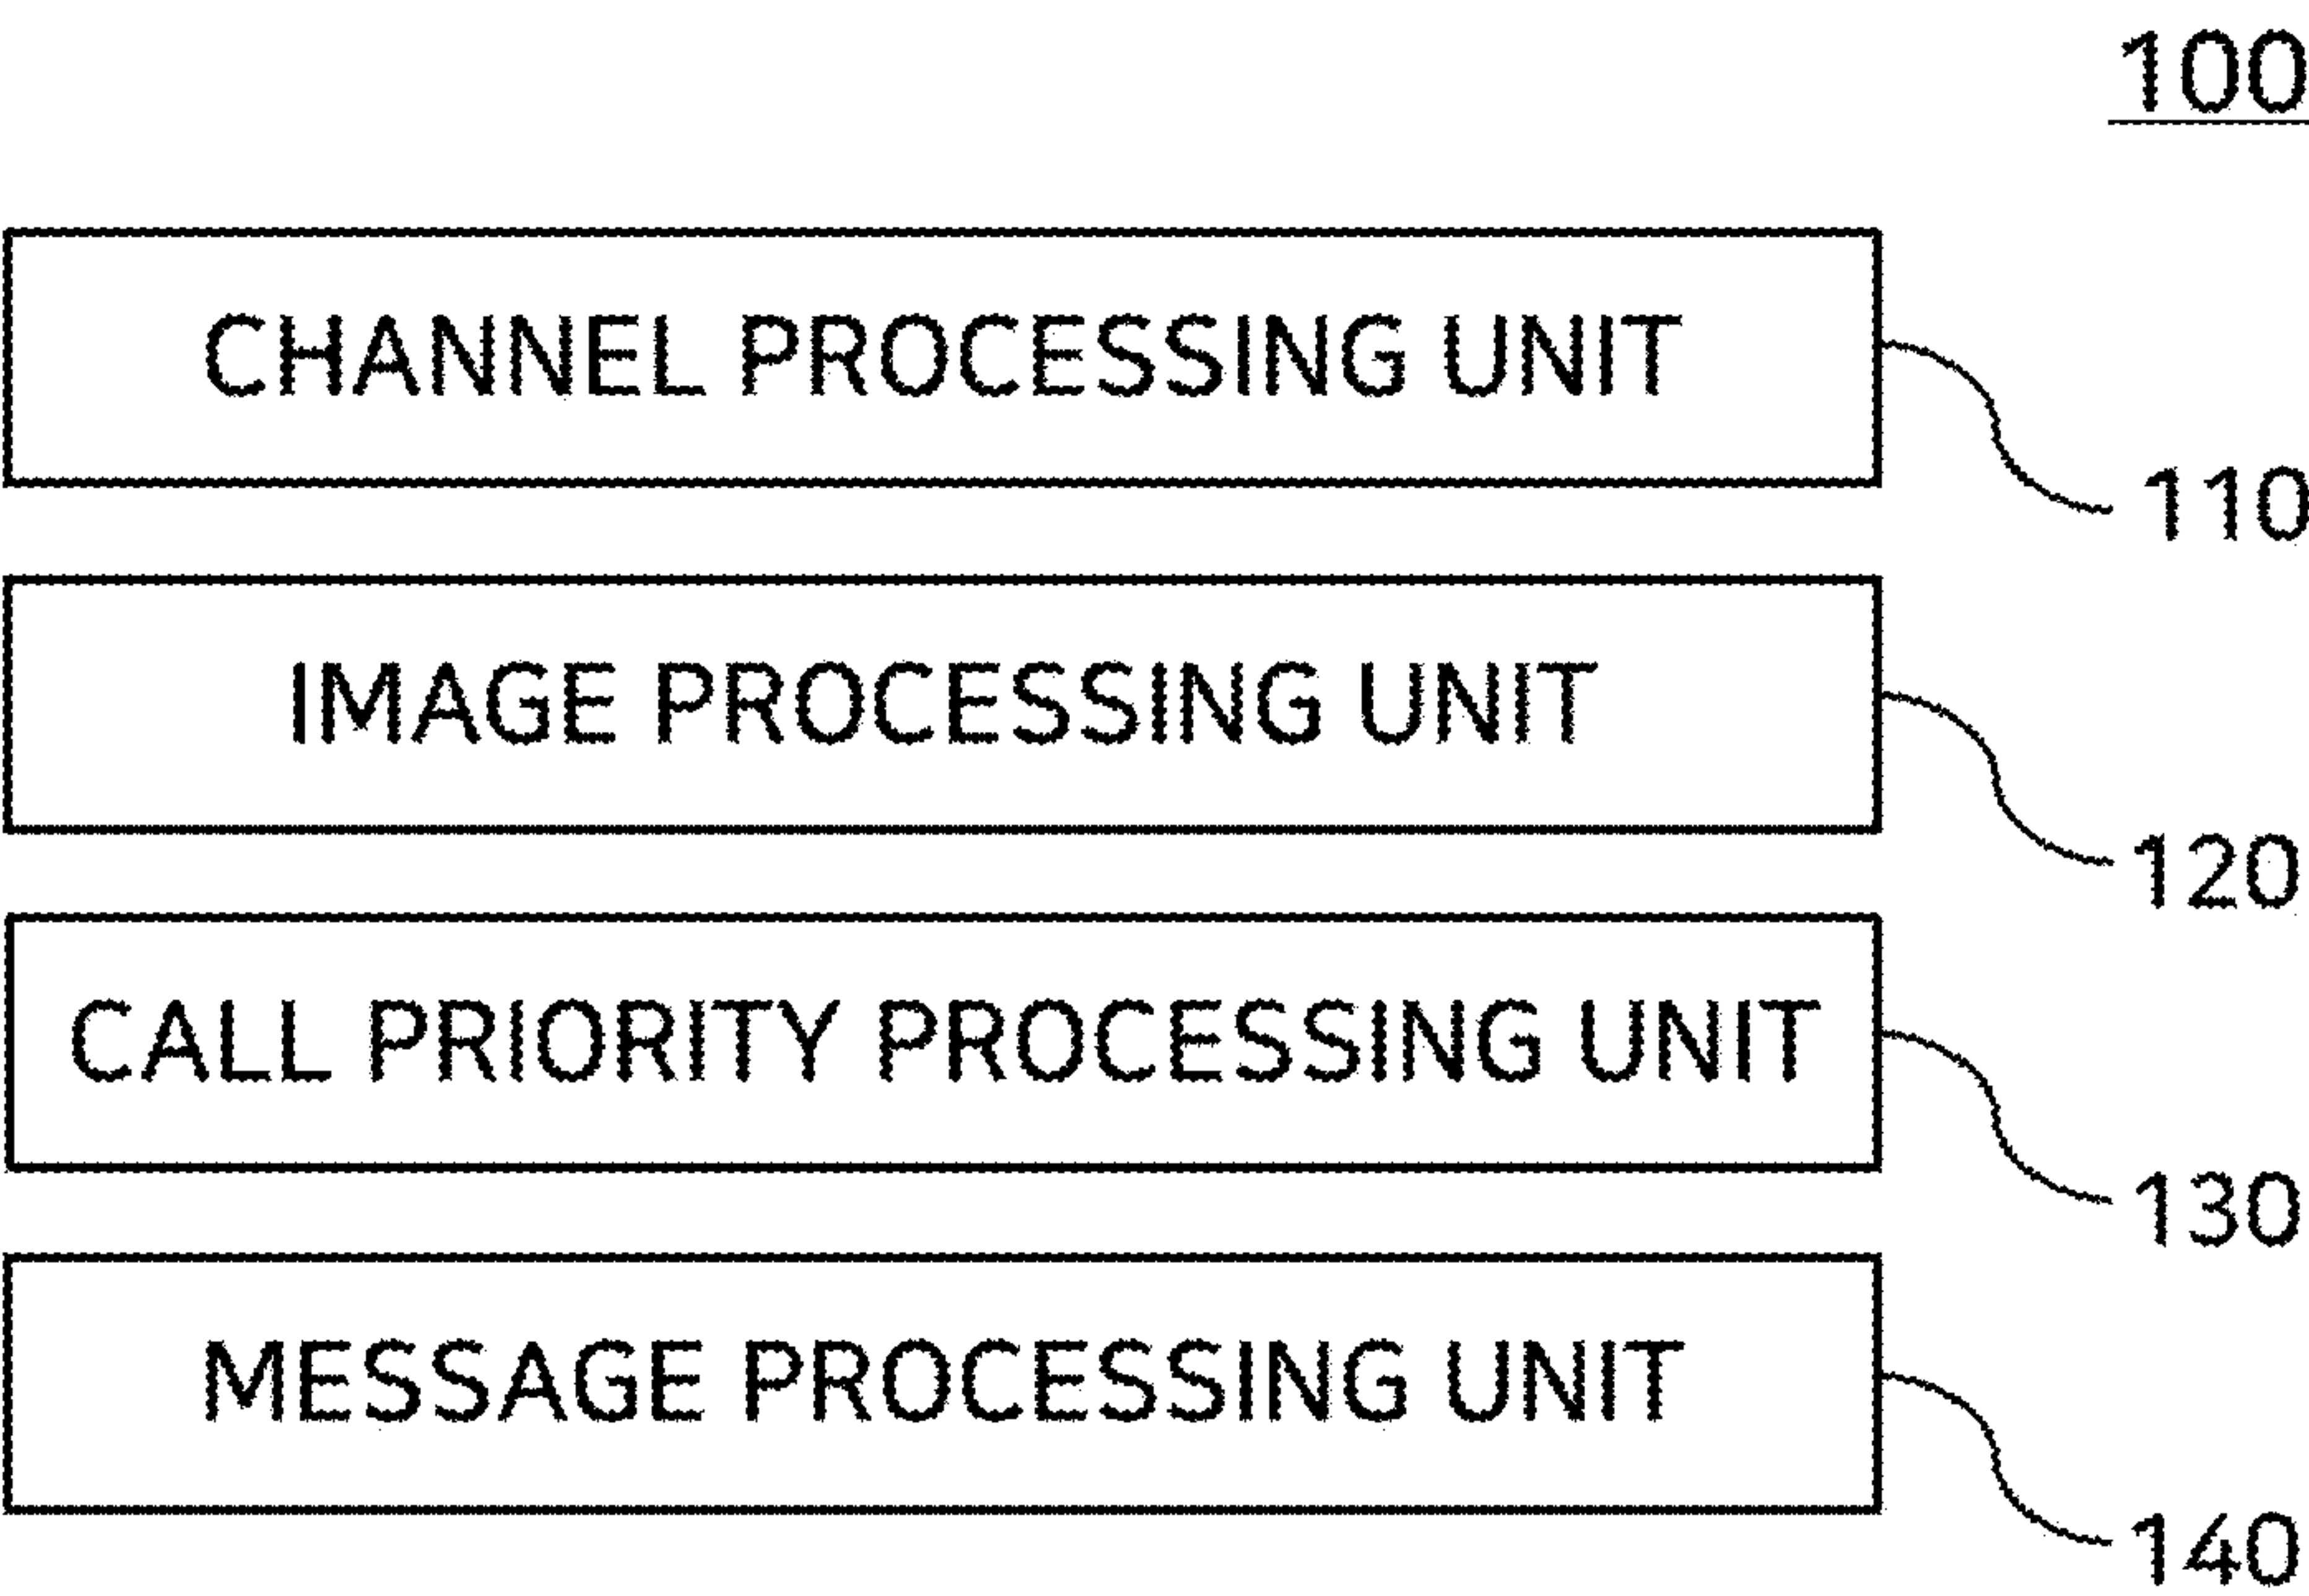 100
CHANNEL PROCESSING UNIT
110
IMAGE PROCESSING UNIT
120
CALL PRIORITY PROCESSING UNIT
130
MESSAGE PROCESSING UNIT
140